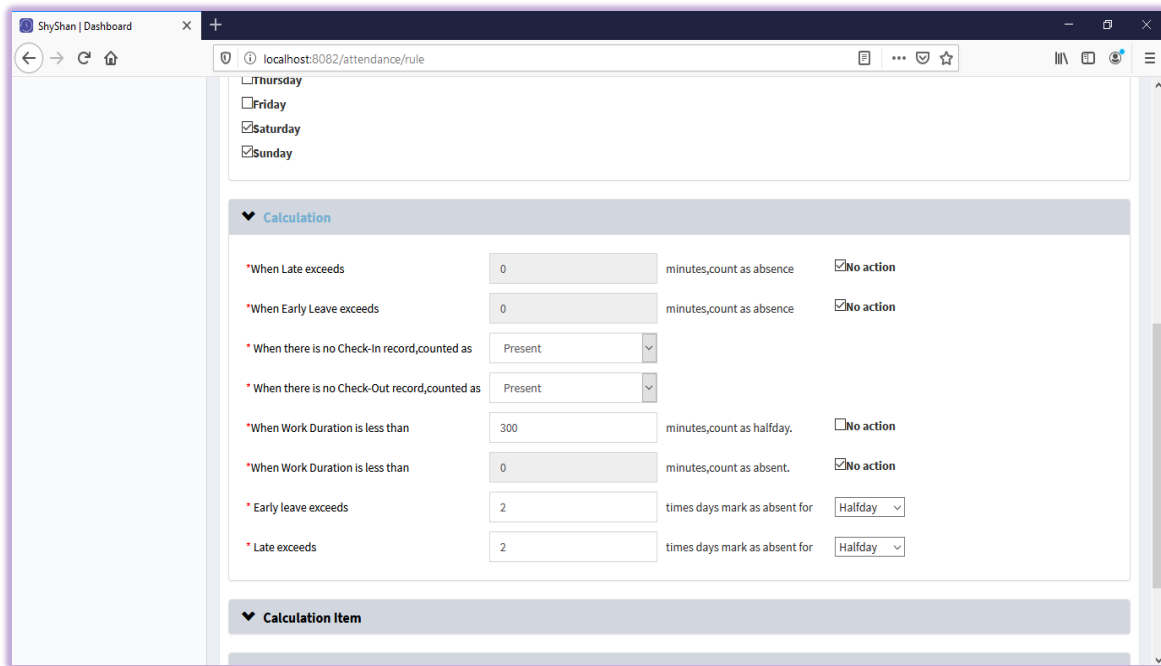 ShyShan | Dashboard
localhost:8082/attendance/rule
Thursday
Friday
Saturday
Sunday
Calculation
*When Late exceeds 0 minutes,count as absence No action
*When Early Leave exceeds 0 minutes,count as absence No action
* When there is no Check-In record,counted as Present
* When there is no Check-Out record,counted as Present
*When Work Duration is less than 300 minutes,count as halfday. No action
*When Work Duration is less than 0 minutes,count as absent. No action
* Early leave exceeds 2 times days mark as absent for Halfday
* Late exceeds 2 times days mark as absent for Halfday
Calculation Item